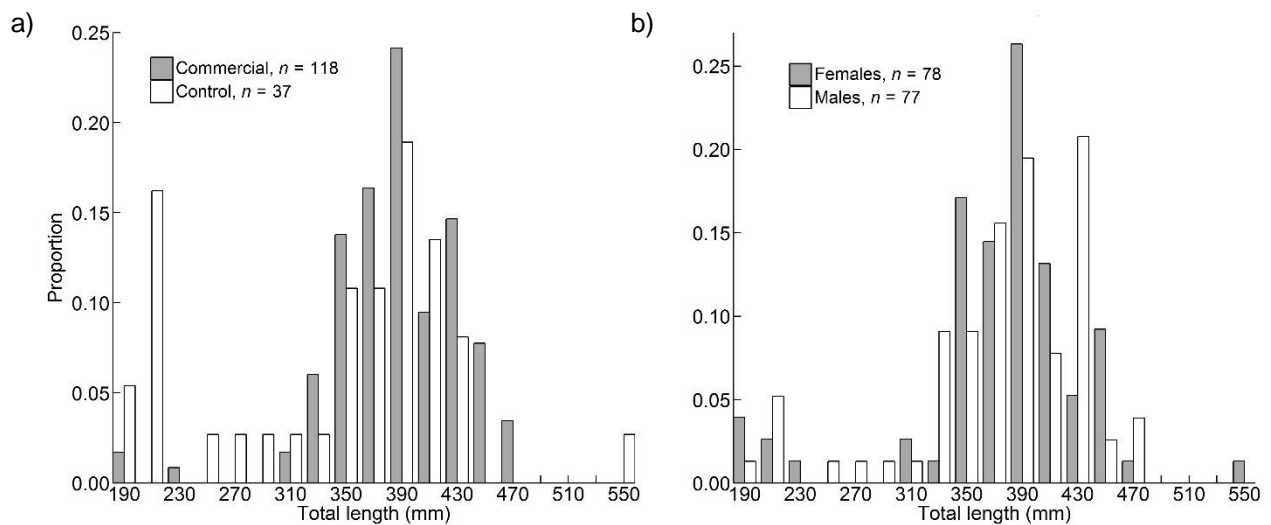 a)
0.25
0.20
0.15
0.10
0.05
0.00
Proportion
Commercial, n = 118
Control, n = 37
190 230 270 310 350 390 430 470 510 550
Total length (mm)
b)
0.25
0.20
0.15
0.10
0.05
0.00
Females, n = 78
Males, n = 77
190 230 270 310 350 390 430 470 510 550
Total length (mm)